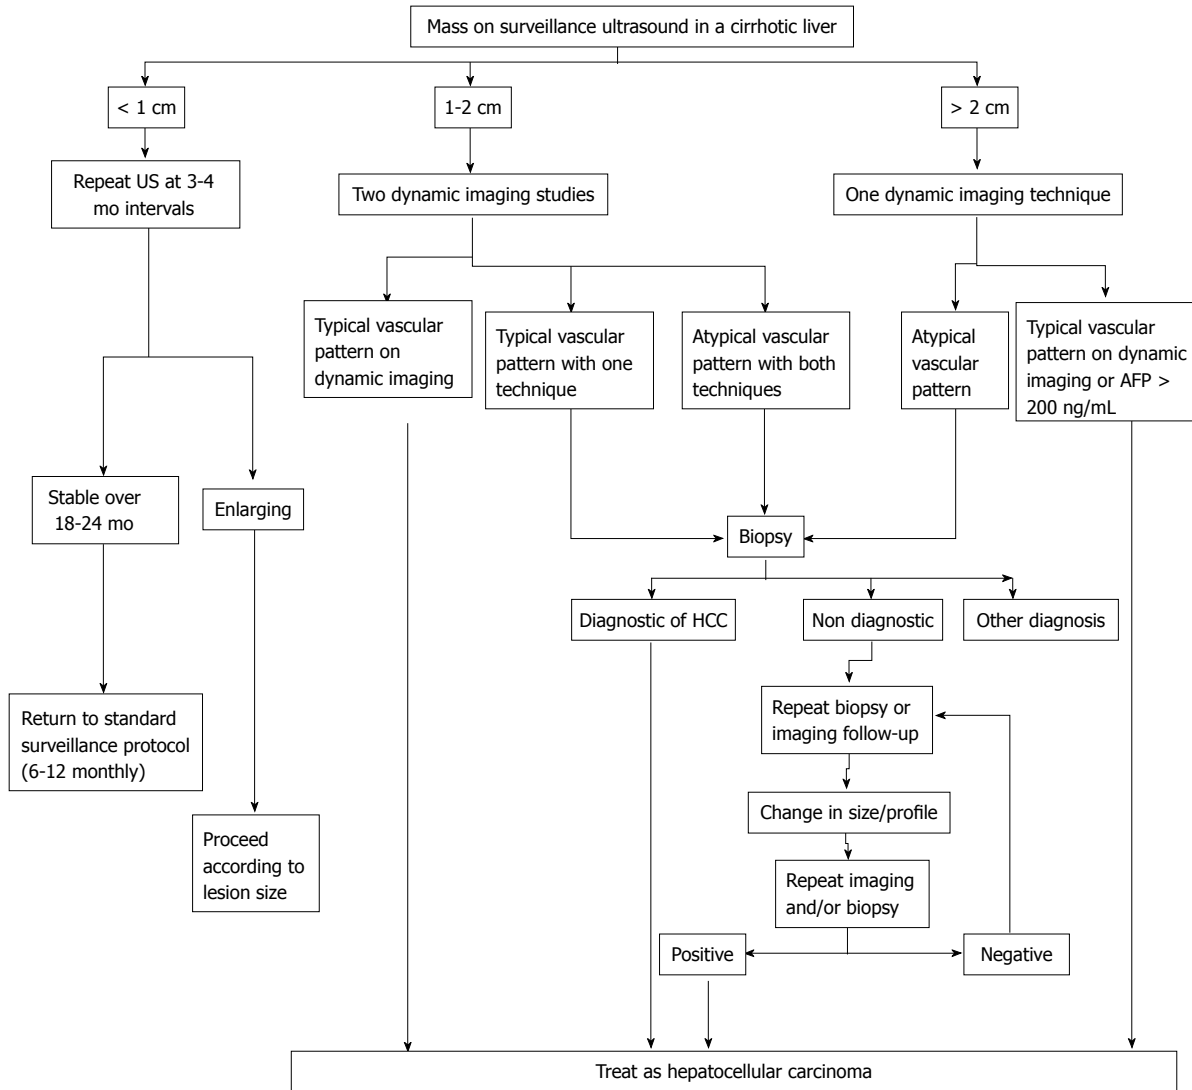 Mass on surveillance ultrasound in a cirrhotic liver
< 1 cm
1-2 cm
> 2 cm
Repeat US at 3-4
mo intervals
Two dynamic imaging studies
One dynamic imaging technique
Typical vascular
pattern on
dynamic imaging
Typical vascular
pattern with one
technique
Atypical vascular
pattern with both
techniques
Atypical
vascular
pattern
Typical vascular
pattern on dynamic
imaging or AFP >
200 ng/mL
Stable over
18-24 mo
Enlarging
Biopsy
Diagnostic of HCC
Non diagnostic
Other diagnosis
Return to standard
surveillance protocol
(6-12 monthly)
Repeat biopsy or
imaging follow-up
Change in size/profile
Proceed
according to
lesion size
Repeat imaging
and/or biopsy
Positive
Negative
Treat as hepatocellular carcinoma